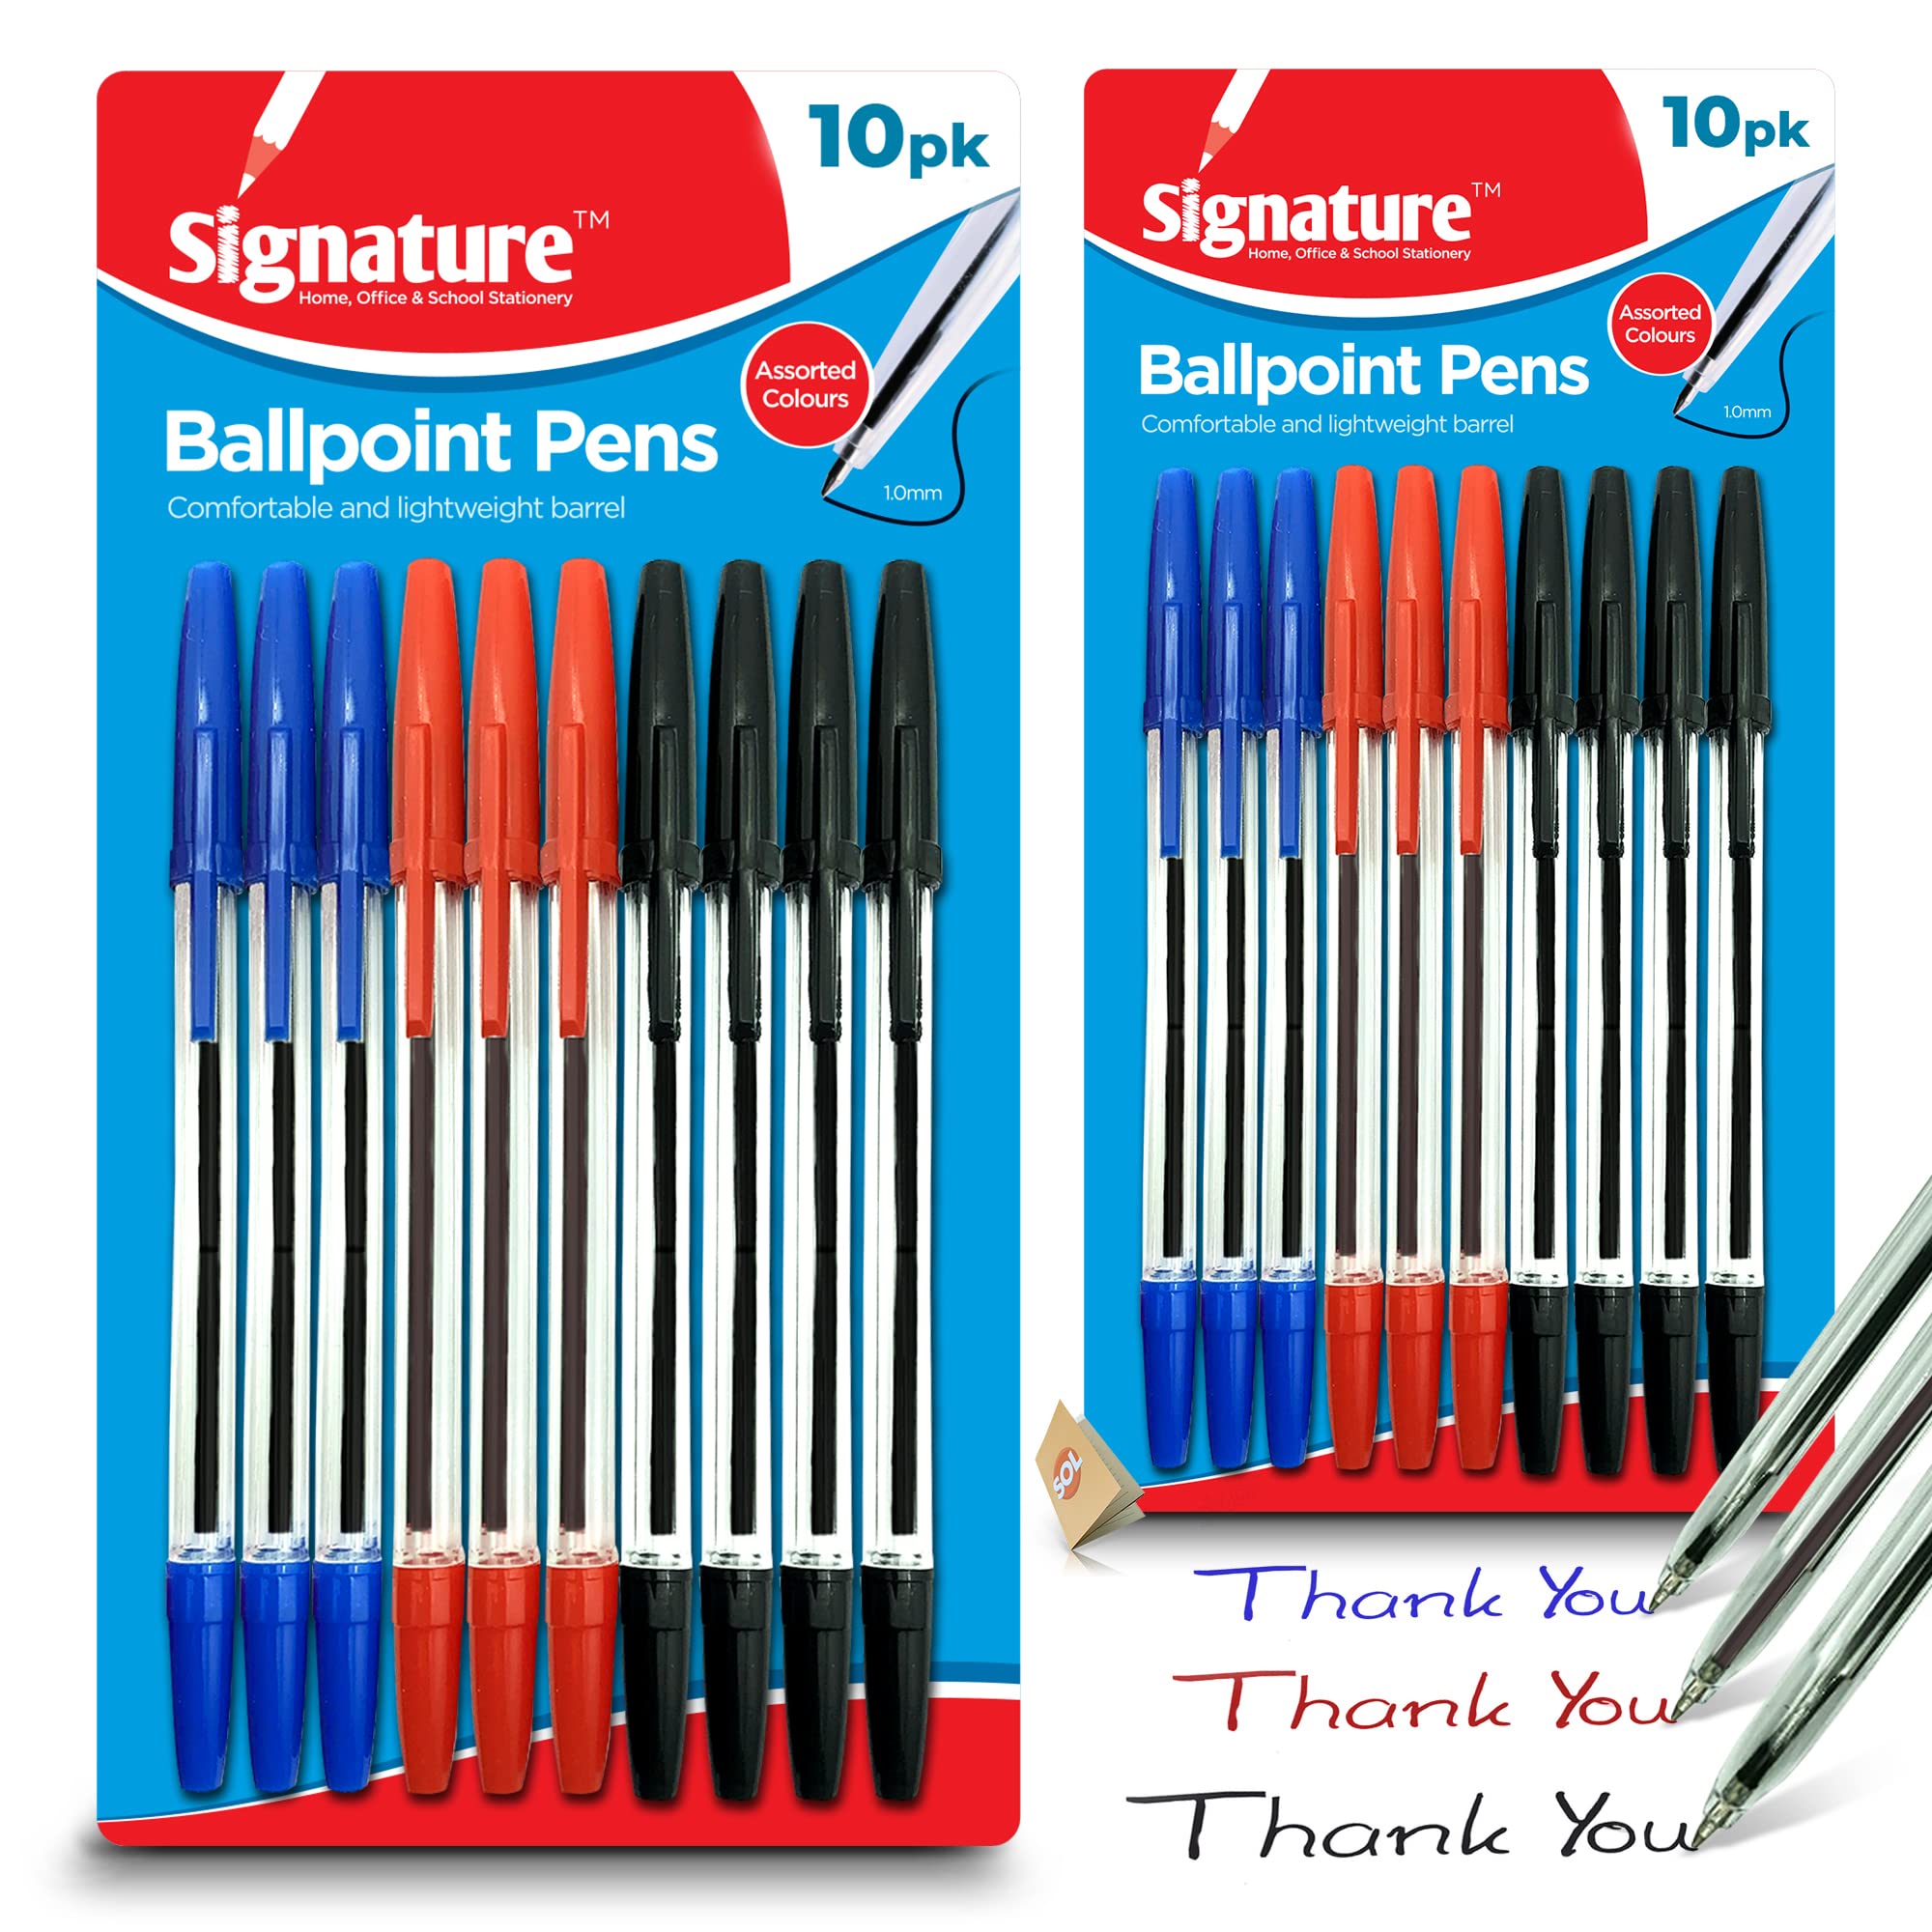 10pk
Signature™
Home, Office & School Stationery
Assorted
Colours
Ballpoint Pens
Comfortable and lightweight barrel
1.0mm
10pk
Signature™
Home, Office & School Stationery
Assorted
Colours
Ballpoint Pens
Comfortable and lightweight barrel
1.0mm
SOL
Thank You
Thank You
Thank You